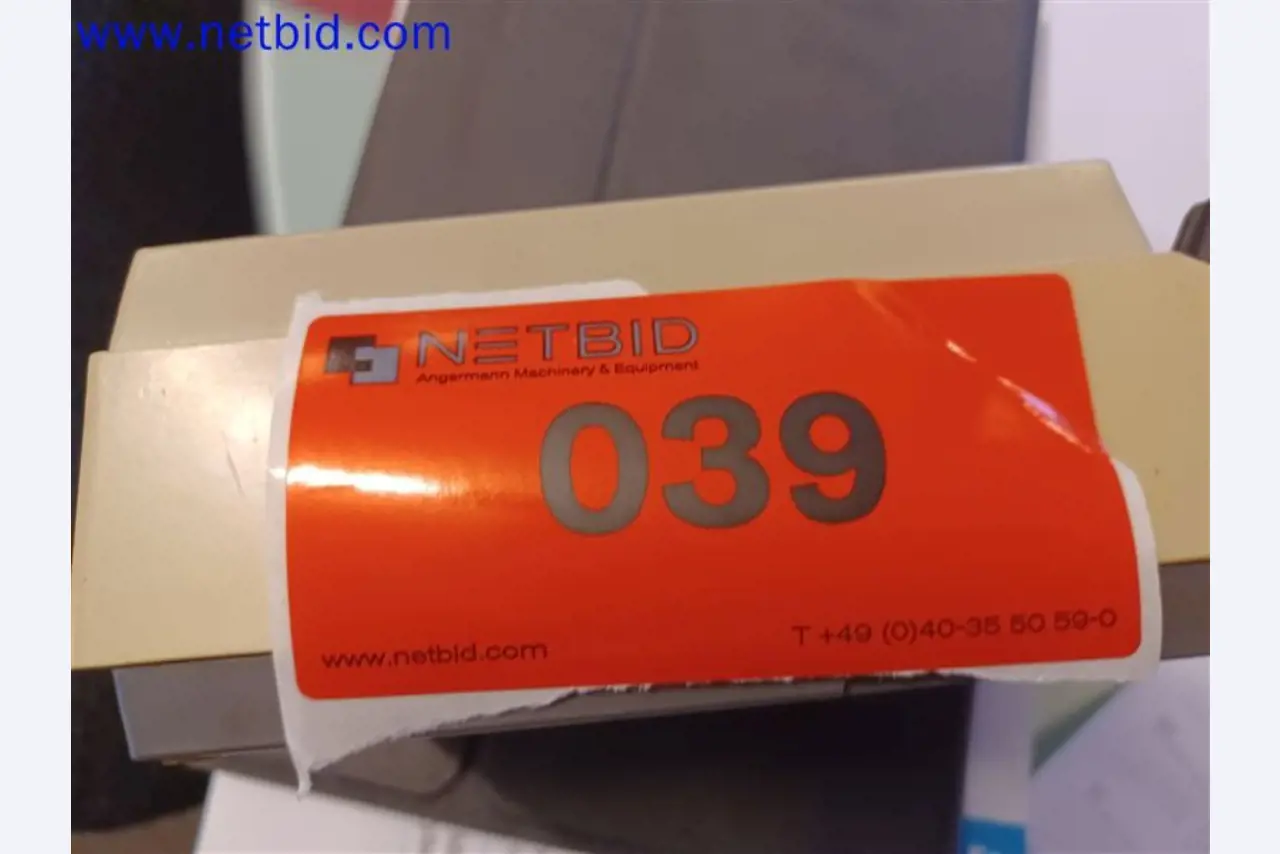 www.netbid.com
NETBID
Angermann Machinery & Equipment
039
www.netbid.com
T +49 (0)40-35 50 59-0